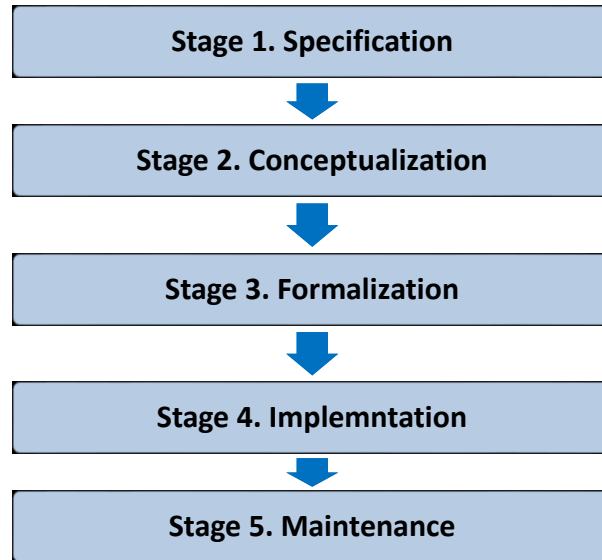 Stage 1. Specification
Stage 2. Conceptualization
Stage 3. Formalization
Stage 4. Implemntation
Stage 5. Maintenance